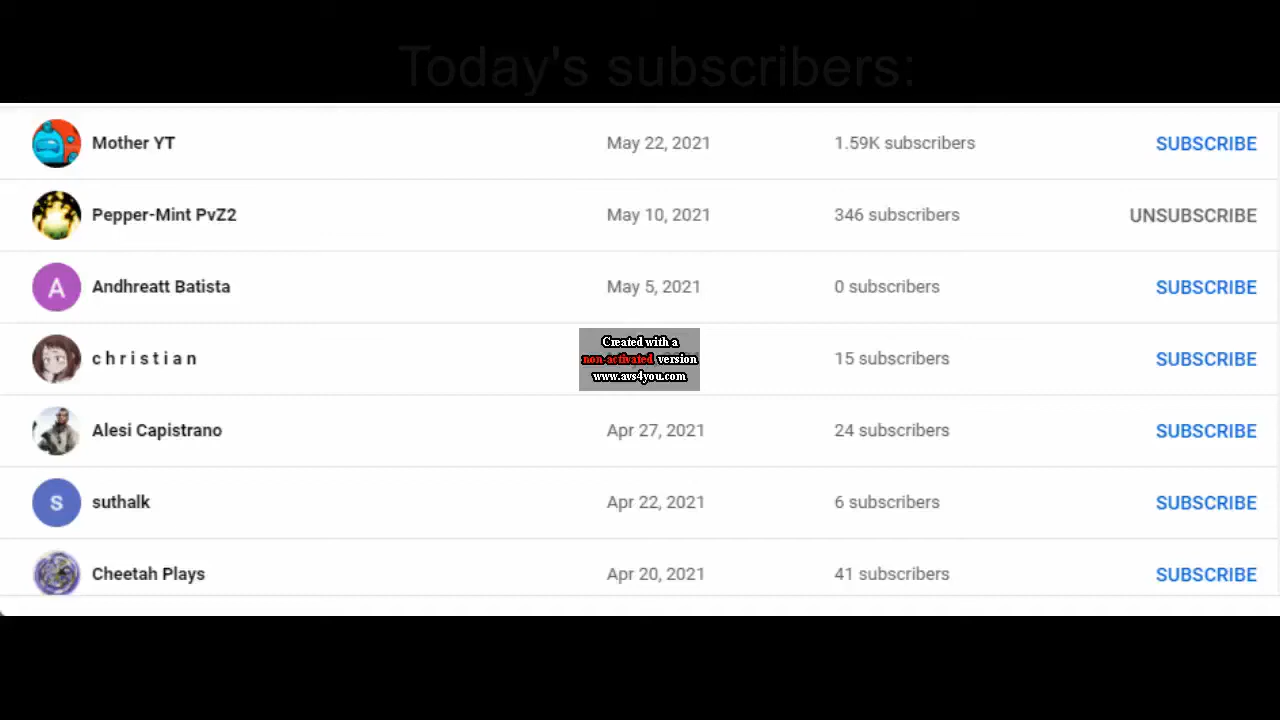 Today's subscribers:
Mother YT May 22, 2021 1.59K subscribers SUBSCRIBE
Pepper-Mint PvZ2 May 10, 2021 346 subscribers UNSUBSCRIBE
A Andhreatt Batista May 5, 2021 0 subscribers SUBSCRIBE
Created with a
c h r i s t i a n non-activated version 15 subscribers SUBSCRIBE
www.avs4you.com
Alesi Capistrano Apr 27, 2021 24 subscribers SUBSCRIBE
S suthalk Apr 22, 2021 6 subscribers SUBSCRIBE
Cheetah Plays Apr 20, 2021 41 subscribers SUBSCRIBE